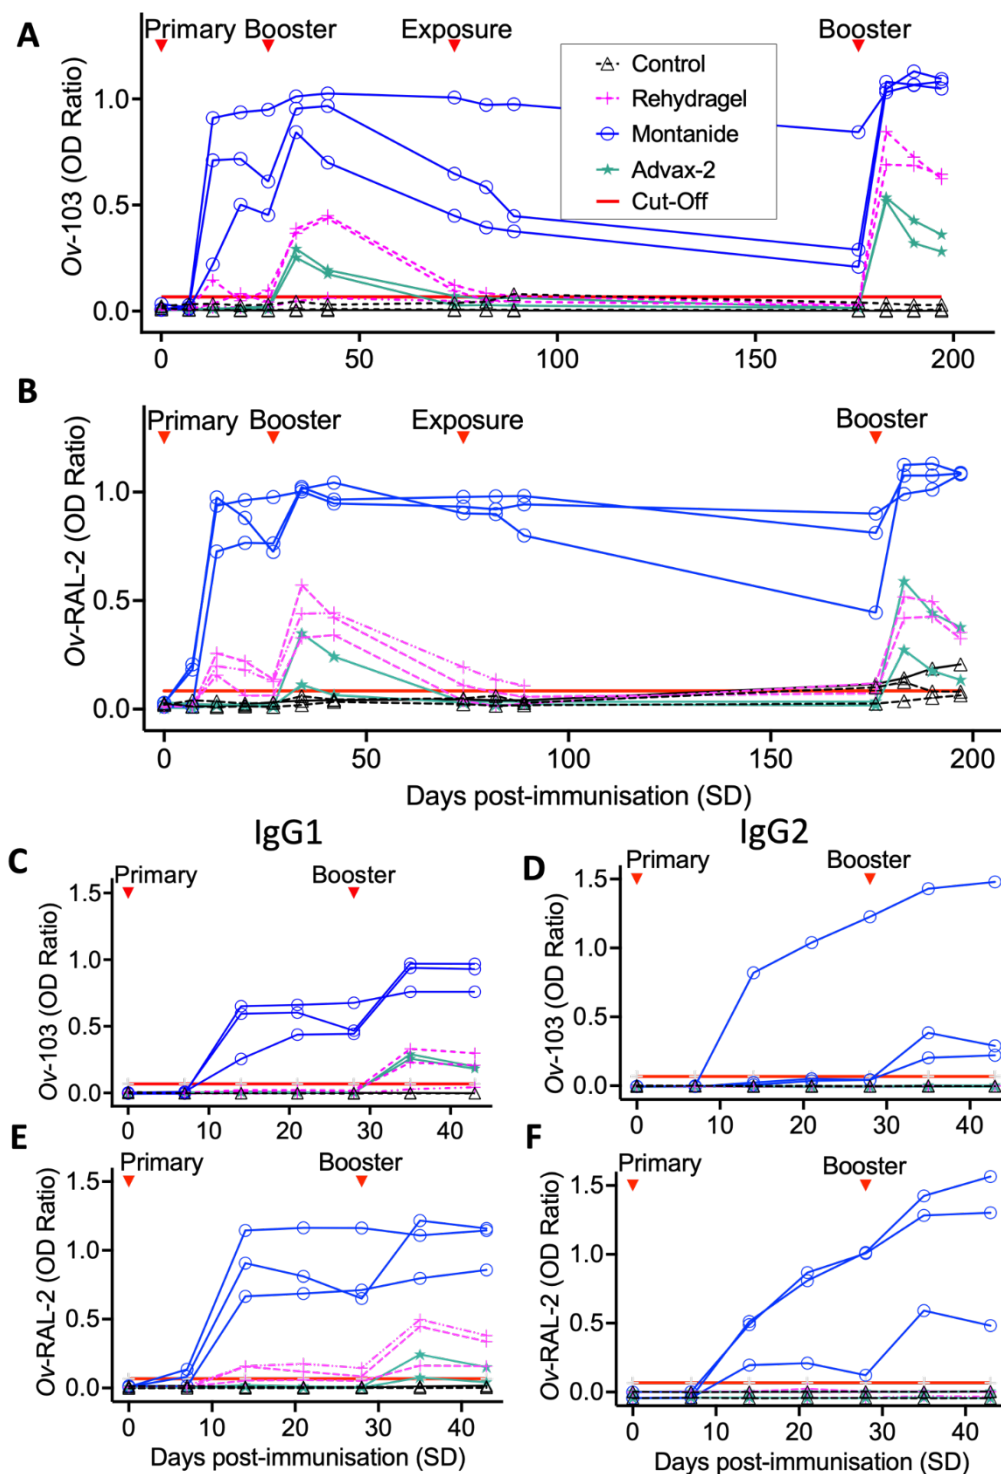 A
Primary Booster Exposure Booster
Control
Rehydragel
Montanide
Advax-2
Cut-Off
Ov-103 (OD Ratio)
1.0
0.5
0.0
0 50 100 150 200
B
Primary Booster Exposure Booster
Ov-RAL-2 (OD Ratio)
1.0
0.5
0.0
0 50 100 150 200
Days post-immunisation (SD)
IgG1 IgG2
C
Primary Booster
Ov-103 (OD Ratio)
1.5
1.0
0.5
0.0
0 10 20 30 40
D
Primary Booster
Ov-103 (OD Ratio)
1.5
1.0
0.5
0.0
0 10 20 30 40
E
Primary Booster
Ov-RAL-2 (OD Ratio)
1.5
1.0
0.5
0.0
0 10 20 30 40
Days post-immunisation (SD)
F
Primary Booster
Ov-RAL-2 (OD Ratio)
1.5
1.0
0.5
0.0
0 10 20 30 40
Days post-immunisation (SD)